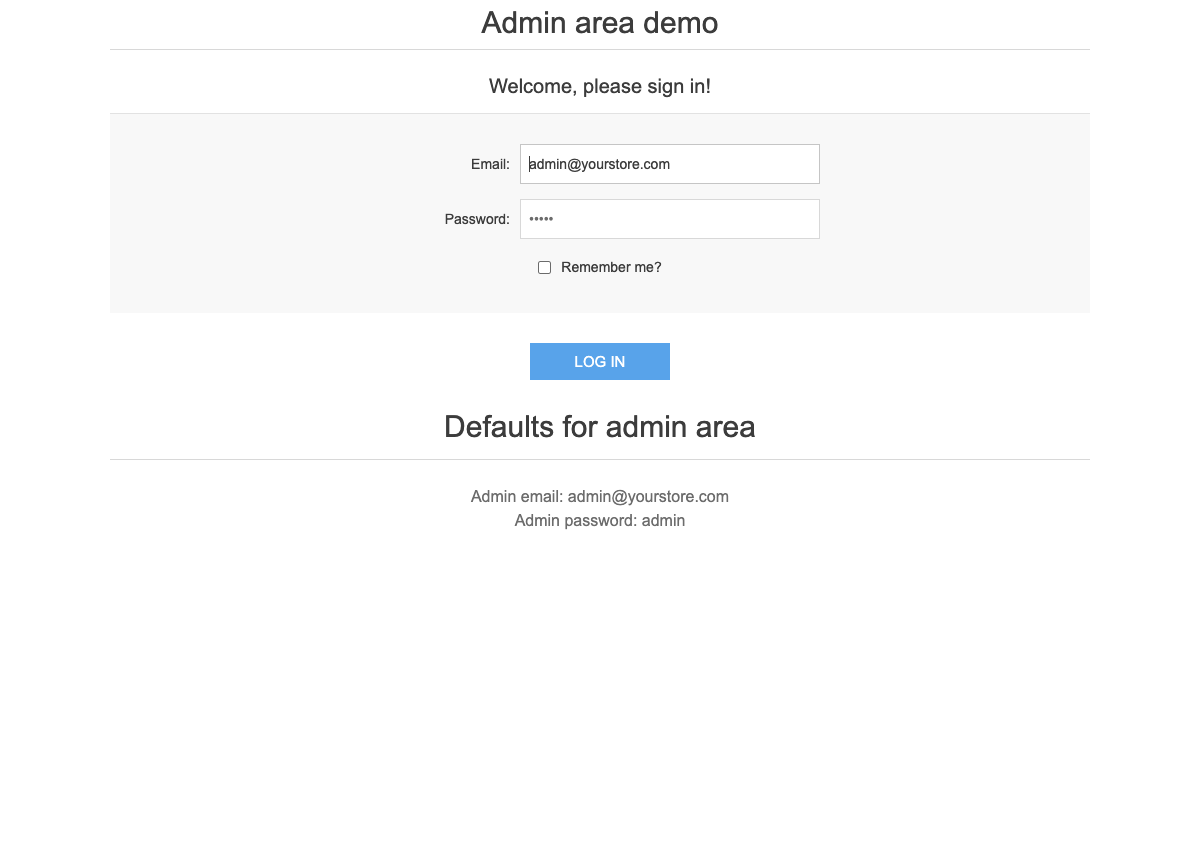 Admin area demo
Welcome, please sign in!
Email: admin@yourstore.com
Password: •••••
Remember me?
LOG IN
Defaults for admin area
Admin email: admin@yourstore.com
Admin password: admin